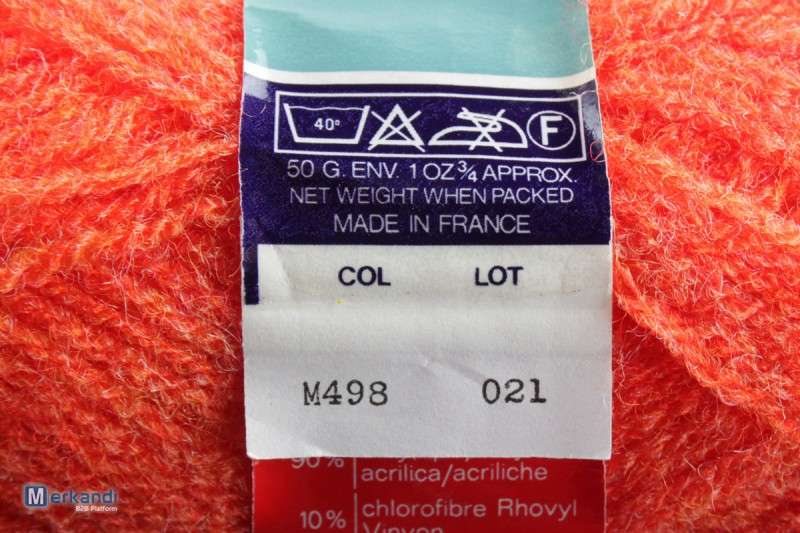 40°
F
50 G. ENV. 1 OZ 3/4 APPROX.
NET WEIGHT WHEN PACKED
MADE IN FRANCE
COL LOT
M498 021
90%
acrilica/acriliche
10% chlorofibre Rhovyl
Vinyon
Merkandi
B2B Platform